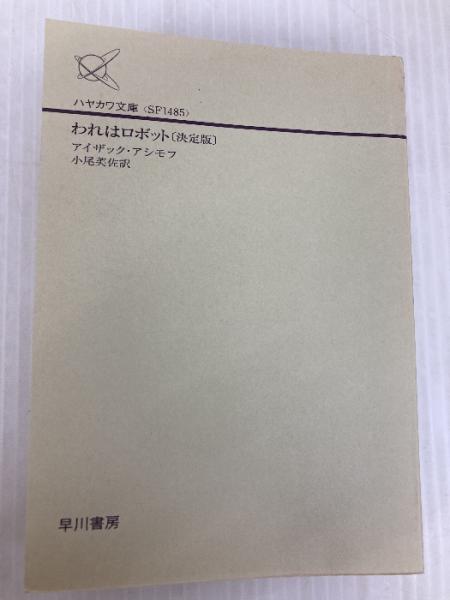 ハヤカワ文庫〈SF1485〉
われはロボット〔決定版〕
アイザック・アシモフ
小尾芙佐訳
早川書房